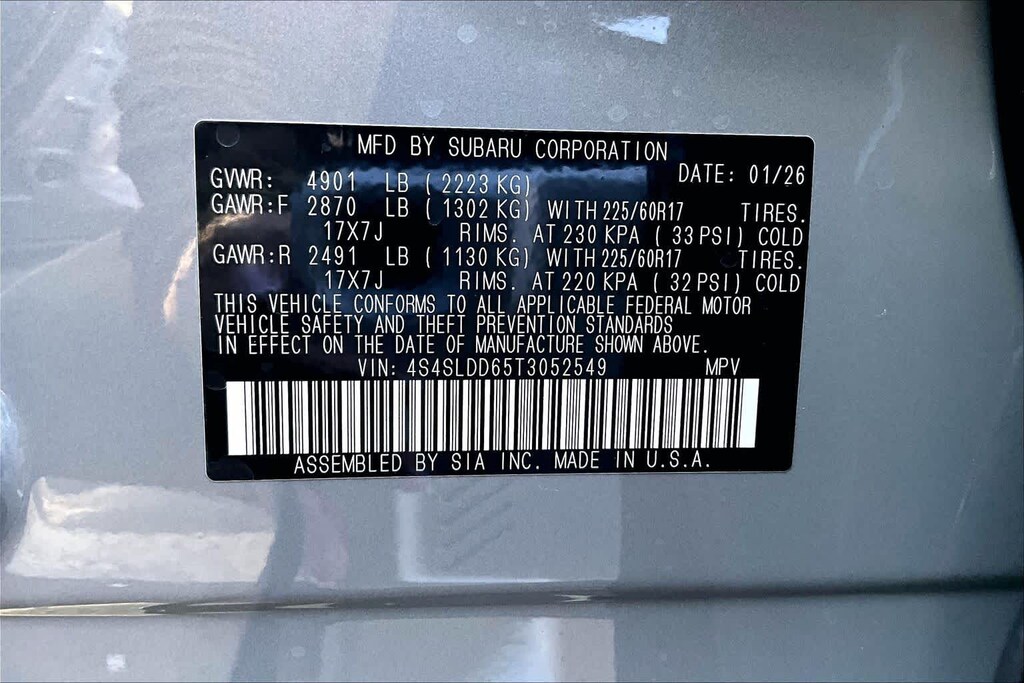 MFD BY SUBARU CORPORATION
GVWR: 4901 LB ( 2223 KG) DATE: 01/26
GAWR:F 2870 LB ( 1302 KG) WITH 225/60R17 TIRES.
17X7J RIMS. AT 230 KPA ( 33 PSI) COLD
GAWR:R 2491 LB ( 1130 KG) WITH 225/60R17 TIRES.
17X7J RIMS. AT 220 KPA ( 32 PSI) COLD
THIS VEHICLE CONFORMS TO ALL APPLICABLE FEDERAL MOTOR
VEHICLE SAFETY AND THEFT PREVENTION STANDARDS
IN EFFECT ON THE DATE OF MANUFACTURE SHOWN ABOVE.
VIN: 4S4SLDD65T3052549 MPV
ASSEMBLED BY SIA INC. MADE IN U.S.A.